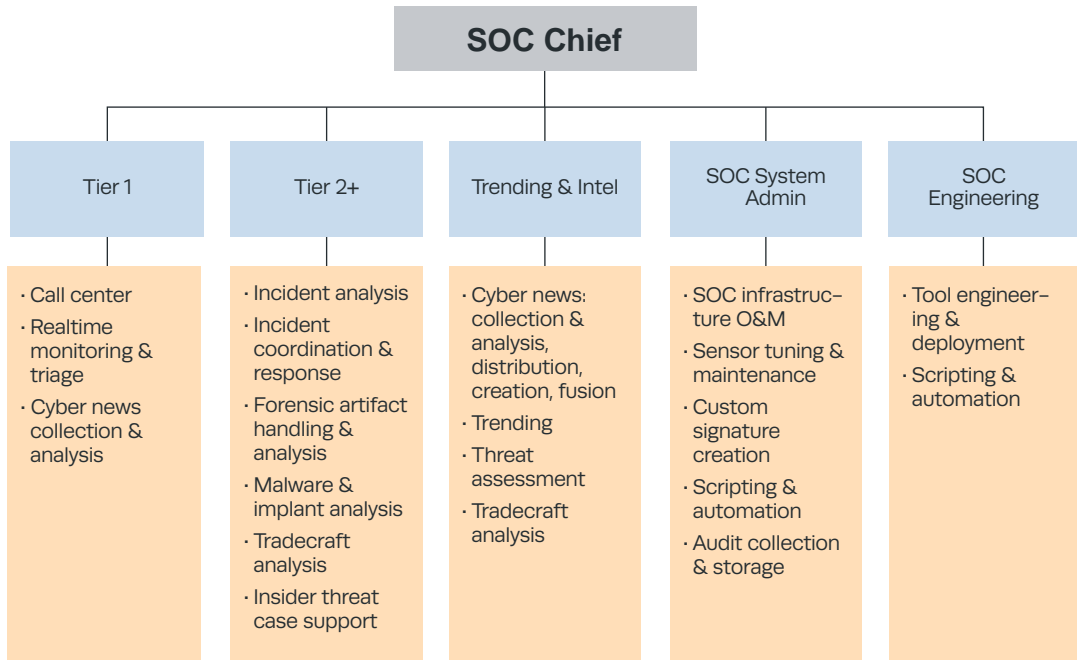 SOC Chief
Tier 1
Tier 2+
Trending & Intel
SOC System
Admin
SOC
Engineering
· Call center
· Realtime
monitoring &
triage
· Cyber news
collection &
analysis
· Incident analysis
· Incident
coordination &
response
· Forensic artifact
handling &
analysis
· Malware &
implant analysis
· Tradecraft
analysis
· Insider threat
case support
· Cyber news:
collection &
analysis,
distribution,
creation, fusion
· Trending
· Threat
assessment
· Tradecraft
analysis
· SOC infrastruc-
ture O&M
· Sensor tuning &
maintenance
· Custom
signature
creation
· Scripting &
automation
· Audit collection
& storage
· Tool engineer-
ing &
deployment
· Scripting &
automation